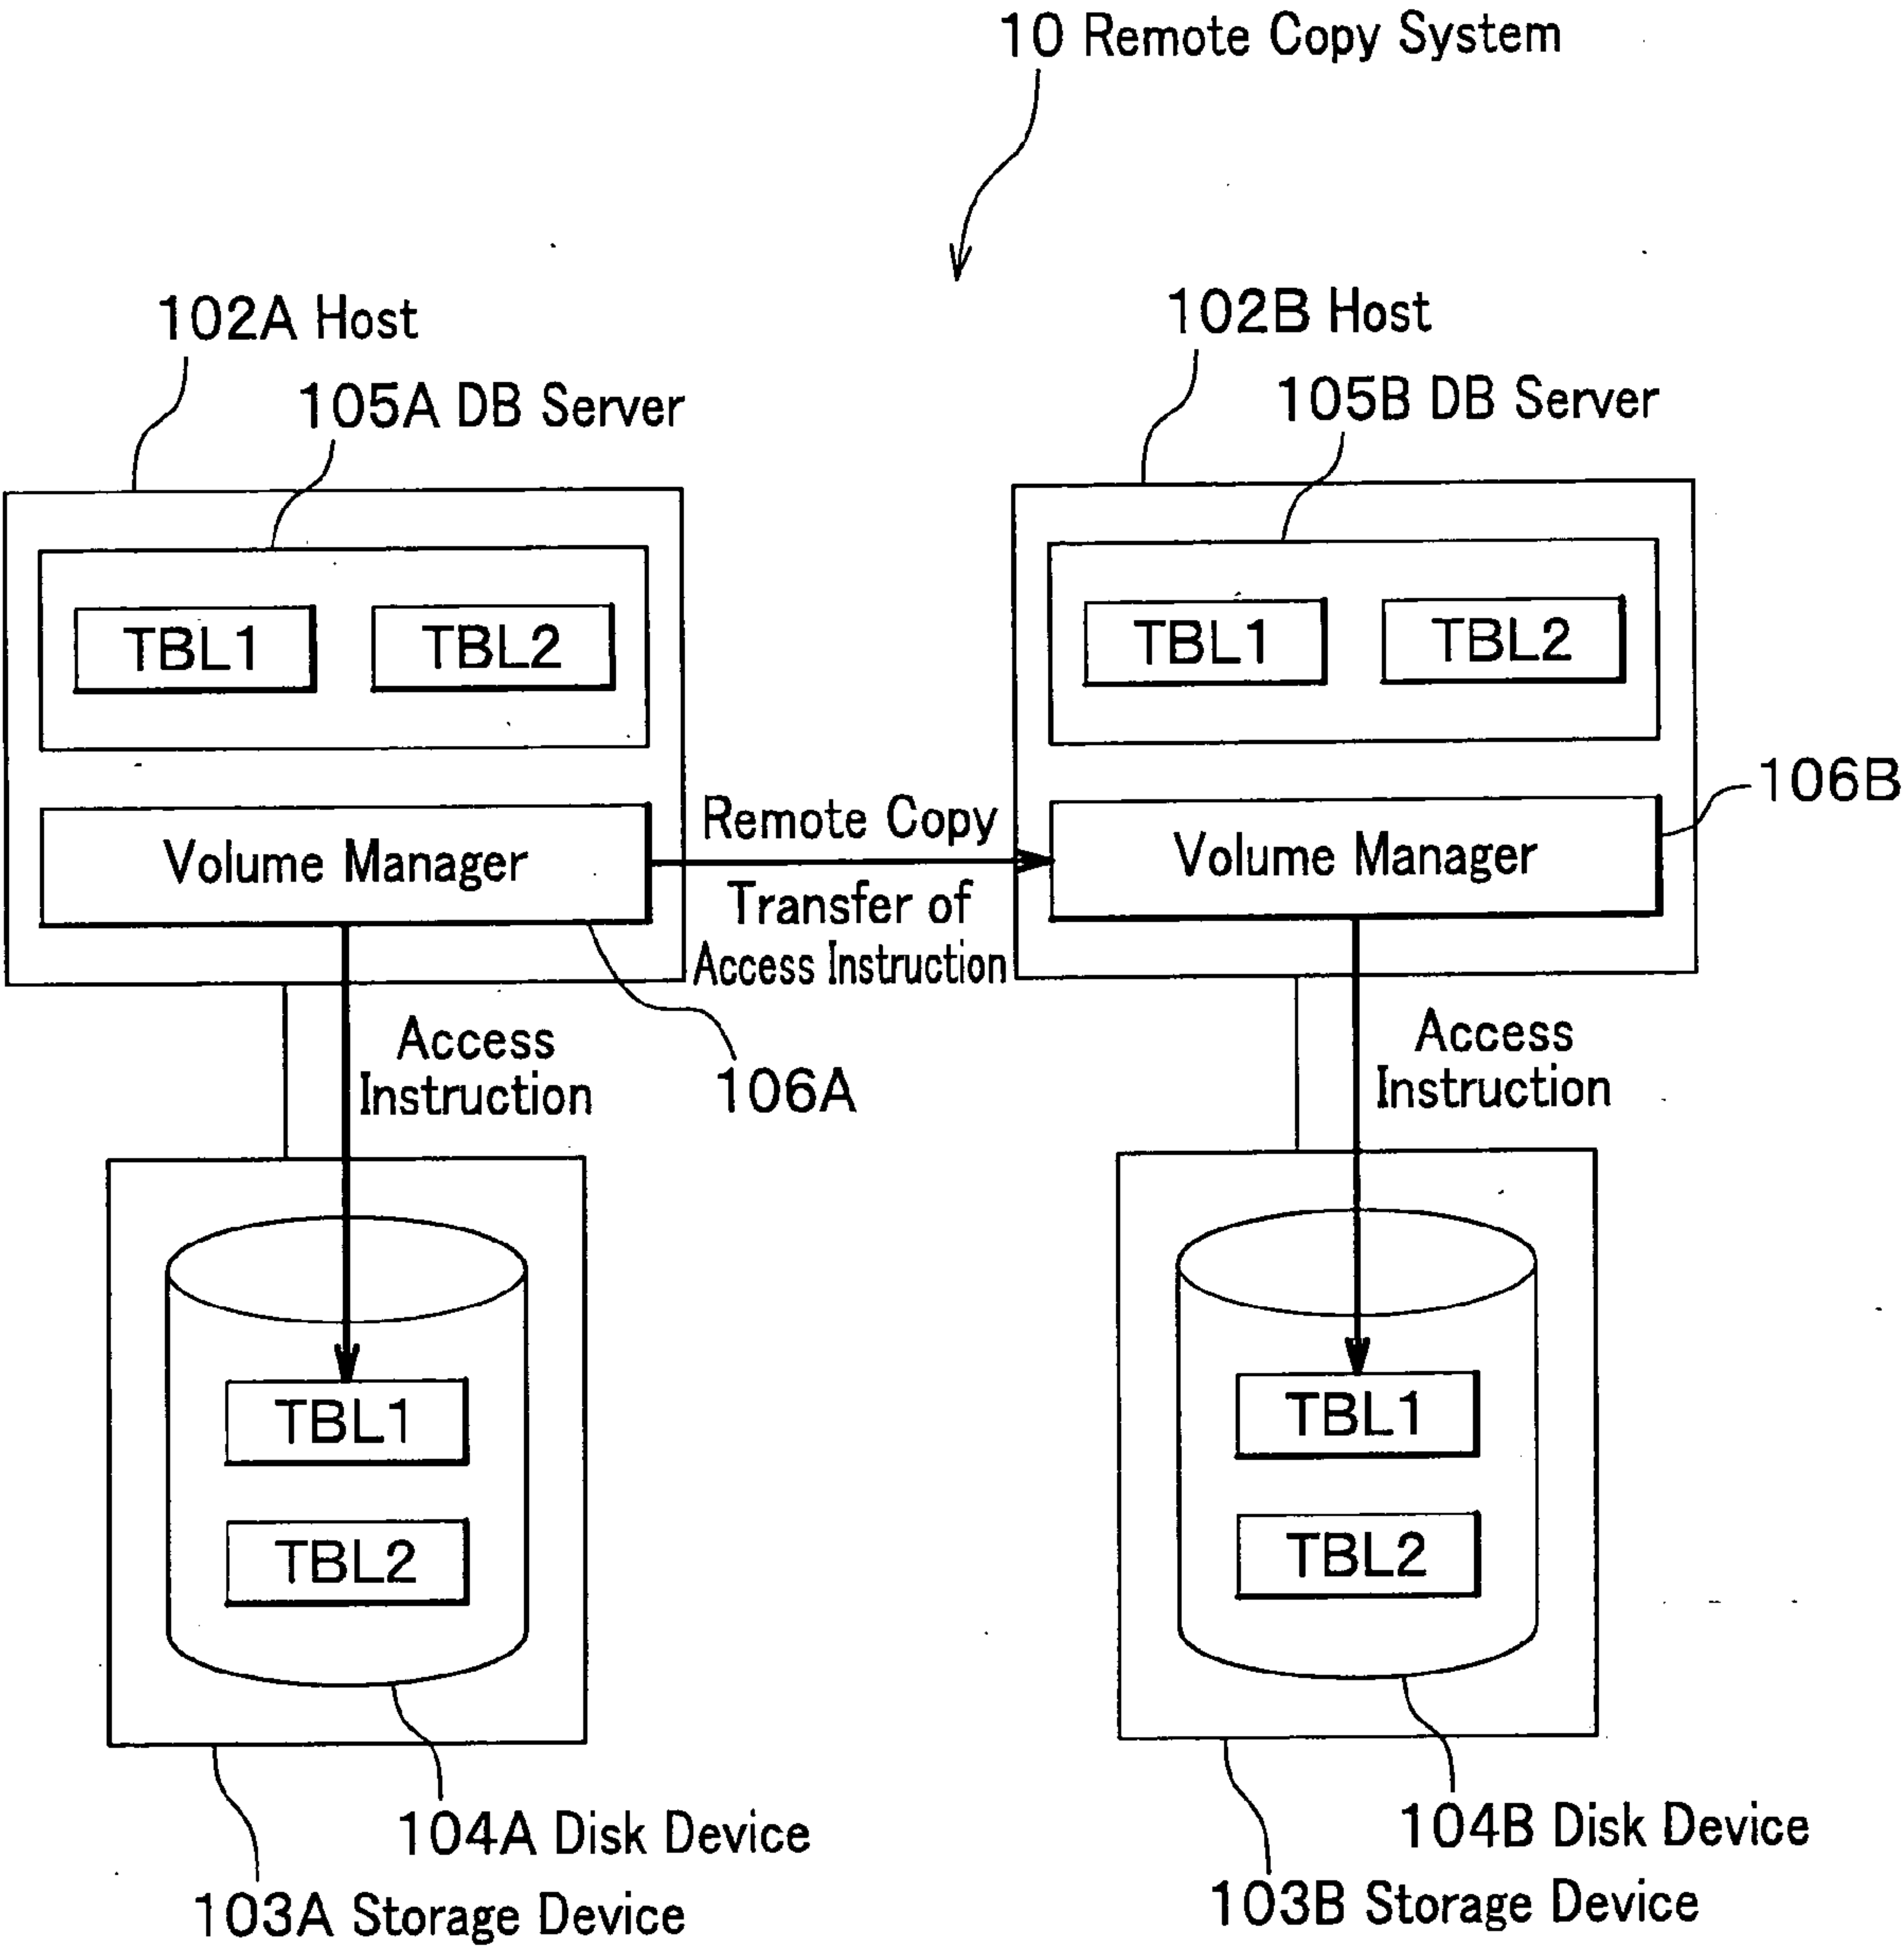 10 Remote Copy System
102A Host
105A DB Server
TBL1 TBL2
Volume Manager
Remote Copy
Transfer of
Access Instruction
106A
Access
Instruction
TBL1
TBL2
104A Disk Device
103A Storage Device
102B Host
105B DB Server
TBL1 TBL2
106B
Volume Manager
Access
Instruction
TBL1
TBL2
104B Disk Device
103B Storage Device